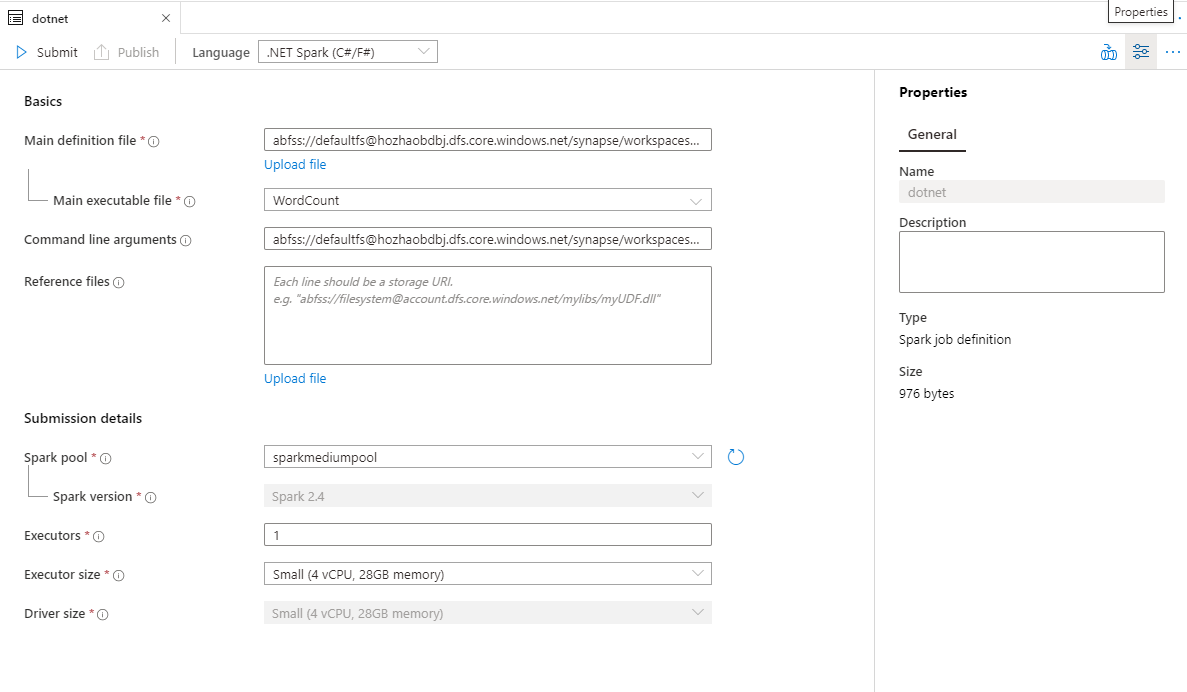 dotnet
Properties
Submit
Publish
Language
.NET Spark (C#/F#)
Basics
Main definition file *
abfss://defaultfs@hozhaobdbj.dfs.core.windows.net/synapse/workspaces...
Upload file
Main executable file *
WordCount
Command line arguments
abfss://defaultfs@hozhaobdbj.dfs.core.windows.net/synapse/workspaces...
Reference files
Each line should be a storage URI.
e.g. "abfss://filesystem@account.dfs.core.windows.net/mylibs/myUDF.dll"
Upload file
Submission details
Spark pool *
sparkmediumpool
Spark version *
Spark 2.4
Executors *
1
Executor size *
Small (4 vCPU, 28GB memory)
Driver size *
Small (4 vCPU, 28GB memory)
Properties
General
Name
dotnet
Description
Type
Spark job definition
Size
976 bytes